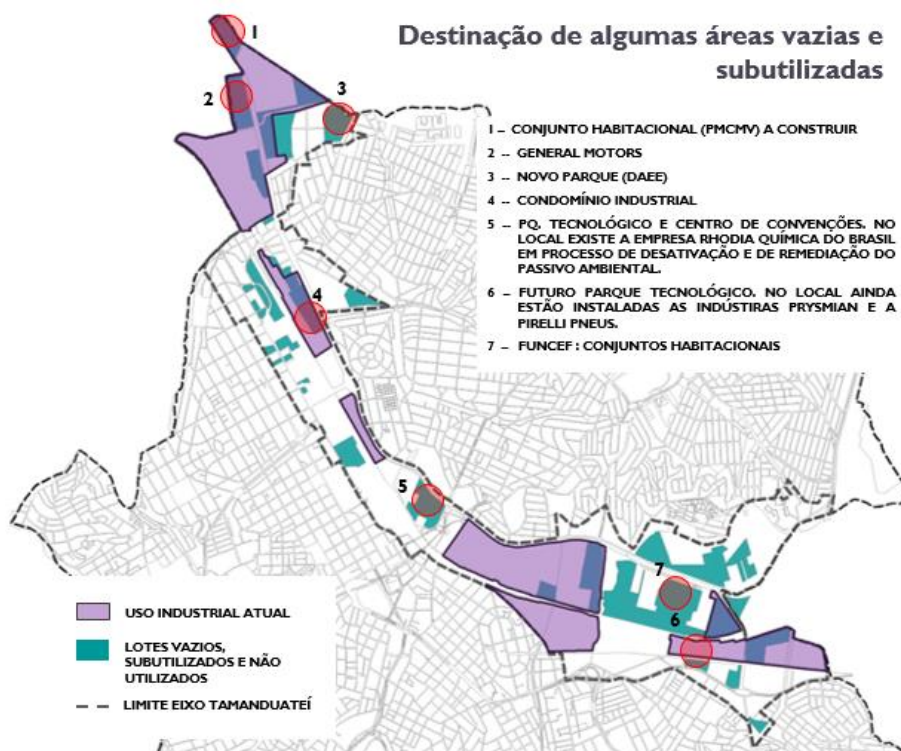 Destinação de algumas áreas vazias e
subutilizadas
1
2
3
1 – CONJUNTO HABITACIONAL (PMCMV) A CONSTRUIR
2 -- GENERAL MOTORS
3 -- NOVO PARQUE (DAEE)
4 -- CONDOMÍNIO INDUSTRIAL
5 – PQ. TECNOLÓGICO E CENTRO DE CONVENÇÕES. NO
LOCAL EXISTE A EMPRESA RHODIA QUÍMICA DO BRASIL
EM PROCESSO DE DESATIVAÇÃO E DE REMEDIAÇÃO DO
PASSIVO AMBIENTAL.
6 – FUTURO PARQUE TECNOLÓGICO. NO LOCAL AINDA
ESTÃO INSTALADAS AS INDÚSTIRAS PRYSMIAN E A
PIRELLI PNEUS.
7 – FUNCEF : CONJUNTOS HABITACIONAIS
4
5
7
6
USO INDUSTRIAL ATUAL
LOTES VAZIOS,
SUBUTILIZADOS E NÃO
UTILIZADOS
LIMITE EIXO TAMANDUATEÍ